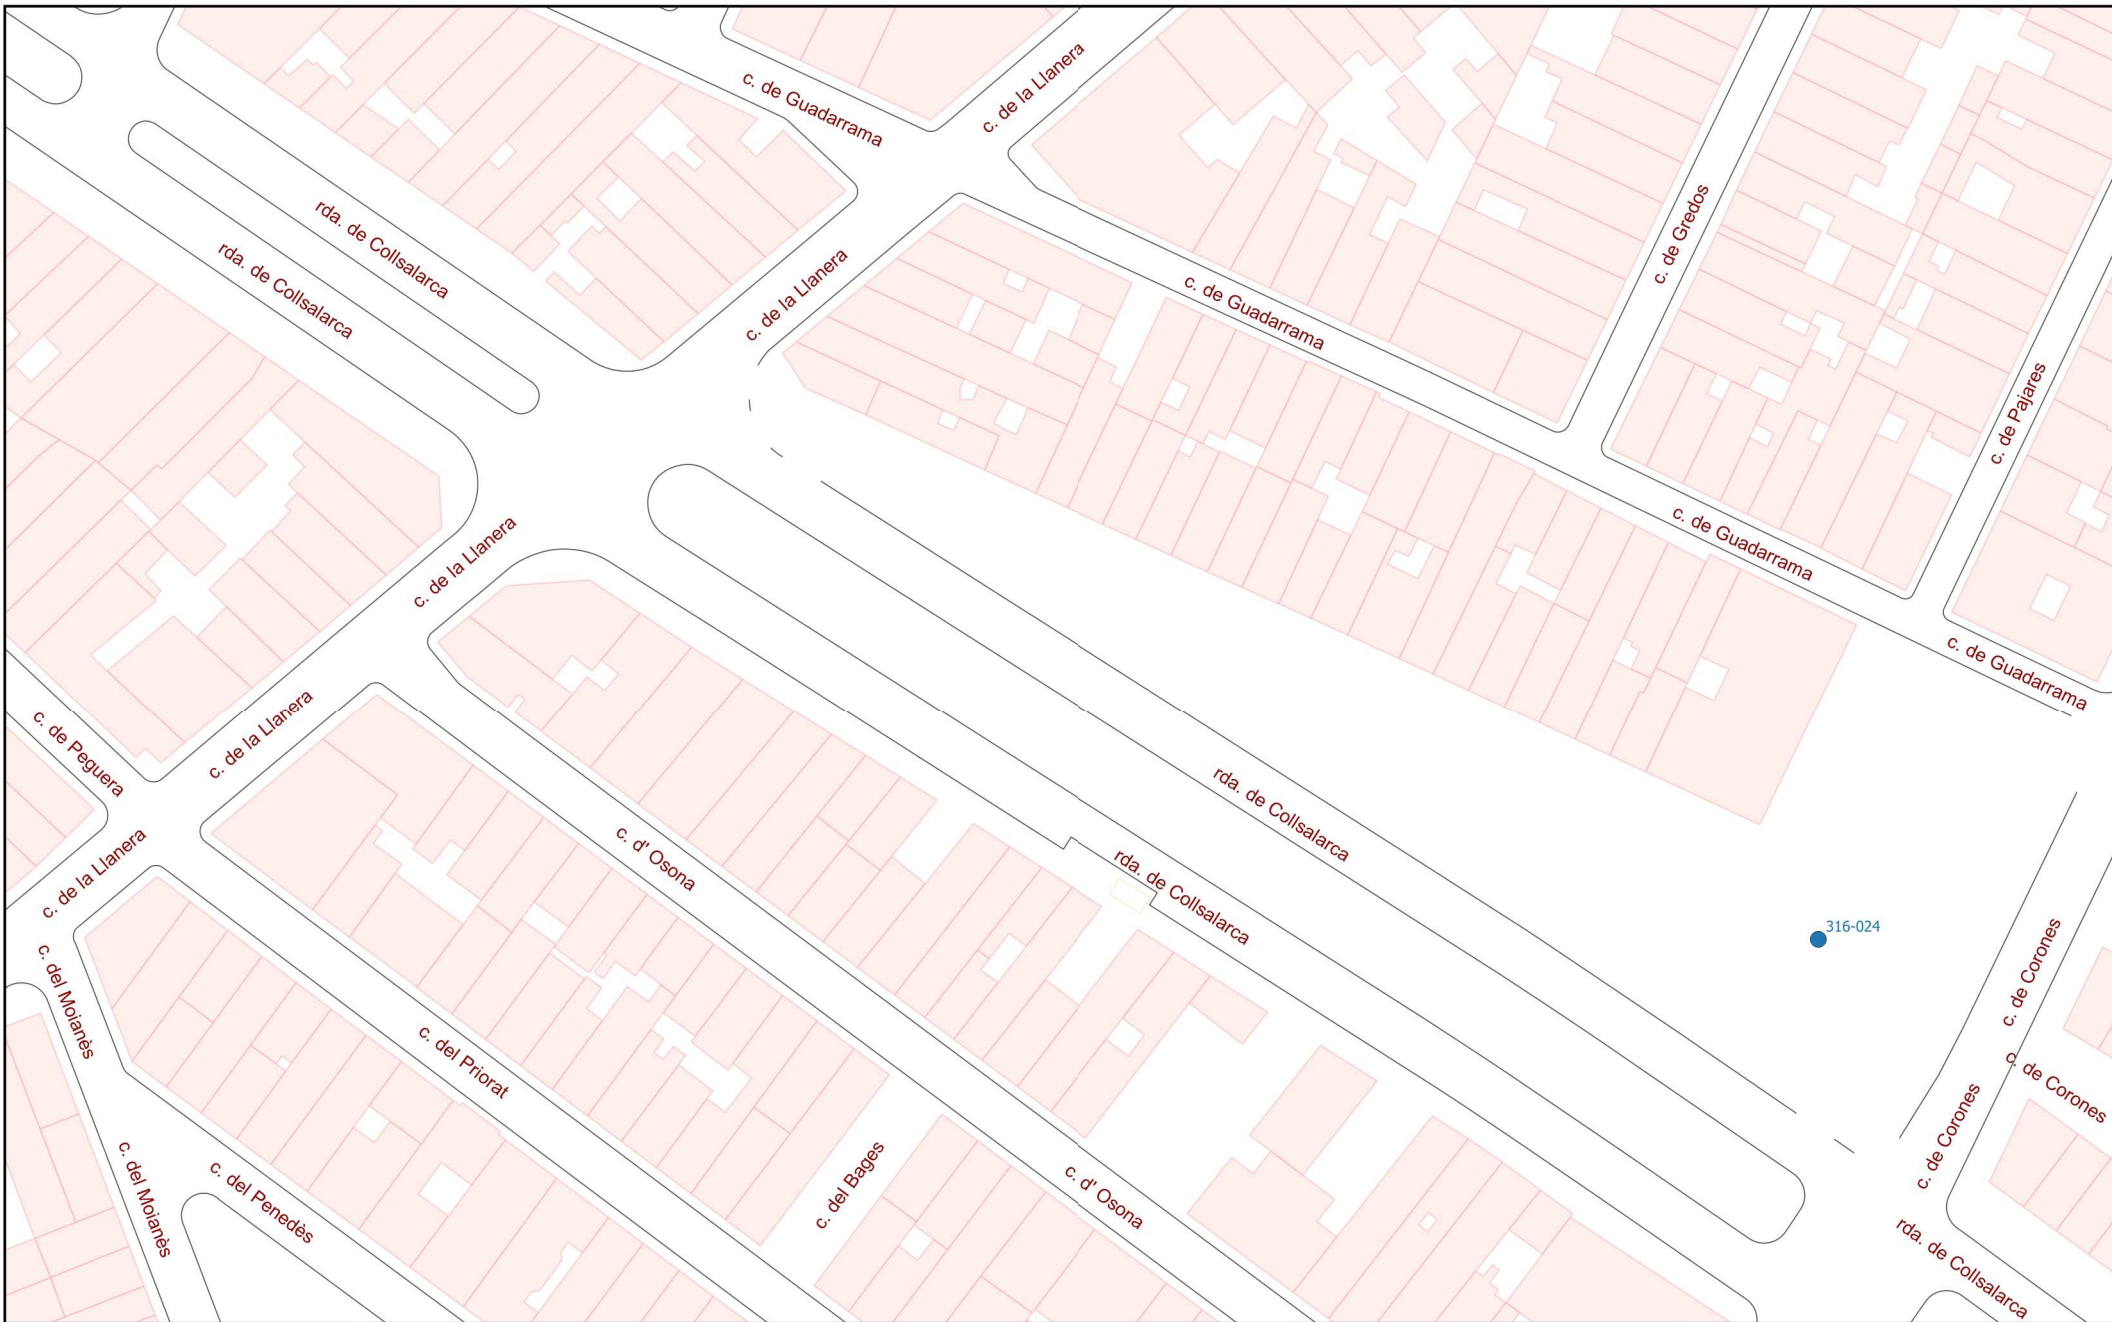 c. de Guadarrama
c. de la Llanera
rda. de Collsalarca
rda. de Collsalarca
c. de la Llanera
c. de Guadarrama
c. de Gredos
c. de Pajares
c. de Guadarrama
c. de la Llanera
c. de Guadarrama
c. de Peguera
c. de la Llanera
rda. de Collsalarca
c. de la Llanera
c. d' Osona
rda. de Collsalarca
316-024
c. de Corones
c. del Moianès
c. del Priorat
c. de Corones
c. de Corones
c. del Moianès
c. del Penedès
c. del Bages
c. d' Osona
rda. de Collsalarca